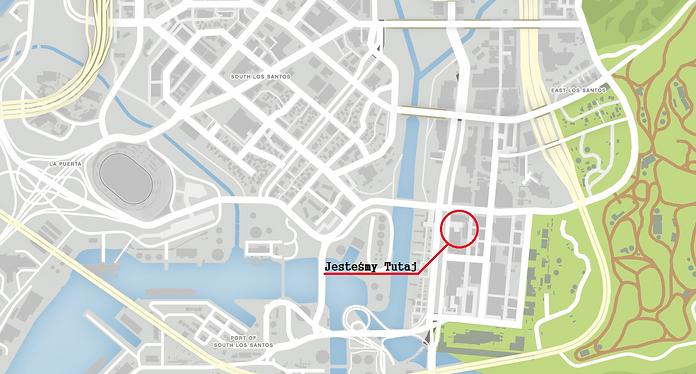 SOUTH LOS SANTOS
EAST LOS SANTOS
LA PUERTA
Jesteśmy Tutaj
PORT OF
SOUTH LOS SANTOS